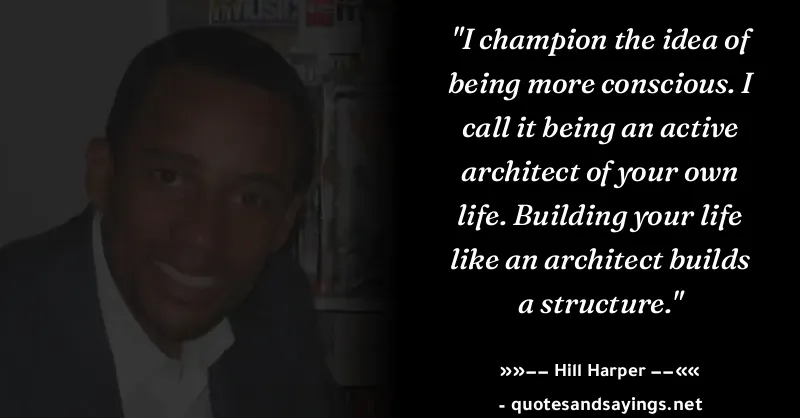 MUSIC
"I champion the idea of
being more conscious. I
call it being an active
architect of your own
life. Building your life
like an architect builds
a structure."
»»−− Hill Harper −−««
- quotesandsayings.net